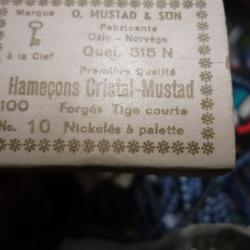 Marque O. MUSTAD & SON
Fabricants
Oslo - Norvège
à la Clef Qual. 515 N
Première Qualité
Hameçons Cristal-Mustad
100 Forgés Tige courte
No. 10 Nickelés à palette